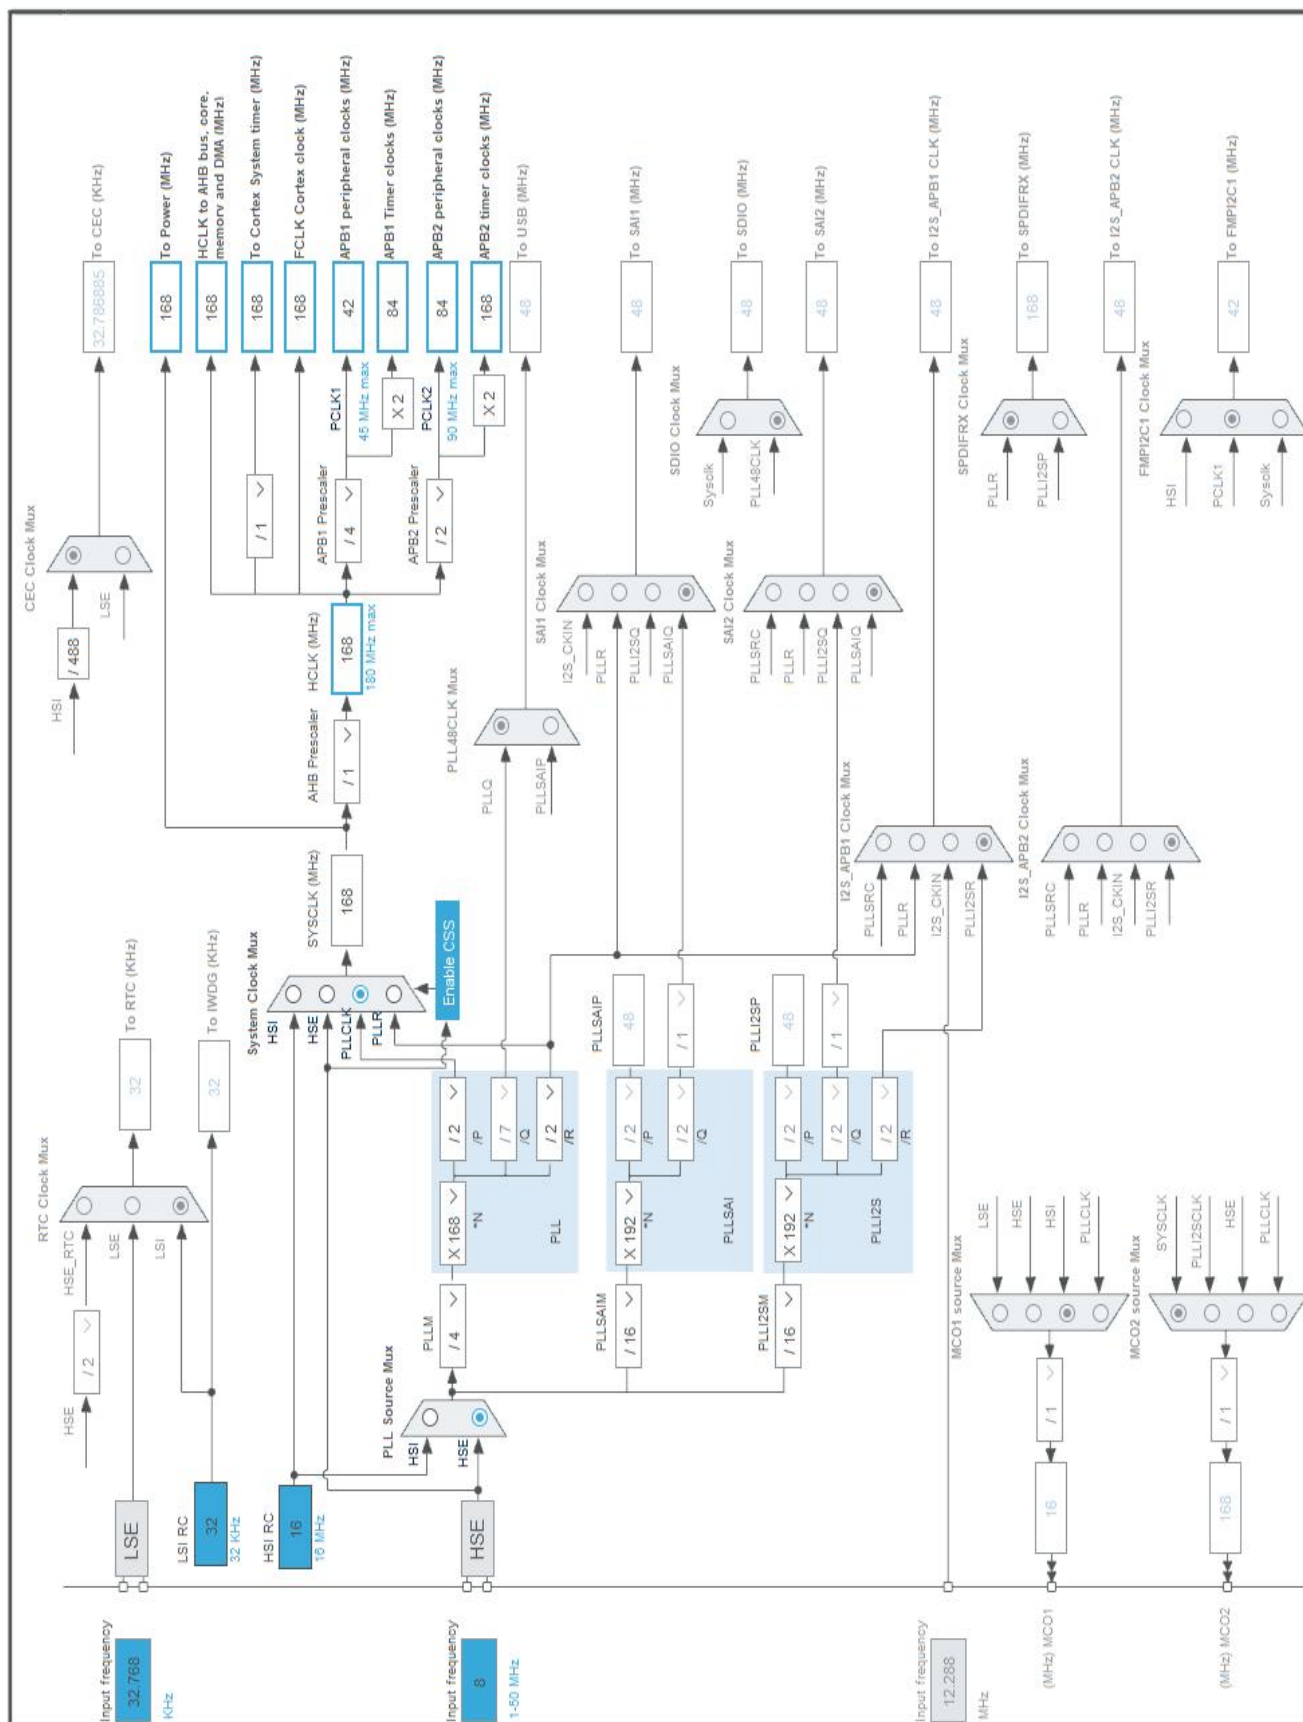 Input frequency
32.768
KHz
LSE
HSE
/ 2
HSE_RTC
LSE
LSI
RTC Clock Mux
32
To RTC (KHz)
LSI RC
32
32 KHz
32
To IWDG (KHz)
HSI
/ 488
LSE
CEC Clock Mux
32.786885
To CEC (KHz)
HSI RC
16
16 MHz
Input frequency
8
1-50 MHz
HSE
PLL Source Mux
HSI
HSE
PLLM
/ 4
X 168
*N
/ 2
/P
/ 7
/Q
/ 2
/R
PLL
System Clock Mux
HSI
HSE
PLLCLK
PLLR
Enable CSS
SYSCLK (MHz)
168
AHB Prescaler
/ 1
HCLK (MHz)
168
180 MHz max
/ 1
APB1 Prescaler
/ 4
APB2 Prescaler
/ 2
PCLK1
45 MHz max
X 2
PCLK2
90 MHz max
X 2
168
To Power (MHz)
168
HCLK to AHB bus, core,
memory and DMA (MHz)
168
To Cortex System timer (MHz)
168
FCLK Cortex clock (MHz)
42
APB1 peripheral clocks (MHz)
84
APB1 Timer clocks (MHz)
84
APB2 peripheral clocks (MHz)
168
APB2 timer clocks (MHz)
PLL48CLK Mux
PLLQ
PLLSAIP
48
To USB (MHz)
PLLSAIM
/ 16
X 192
*N
/ 2
/P
/ 2
/Q
PLLSAI
PLLSAIP
48
/ 1
SAI1 Clock Mux
I2S_CKIN
PLLR
PLLI2SQ
PLLSAIQ
48
To SAI1 (MHz)
SDIO Clock Mux
Sysclk
PLL48CLK
48
To SDIO (MHz)
PLLI2SM
/ 16
X 192
*N
/ 2
/P
/ 2
/Q
/ 2
/R
PLLI2S
PLLI2SP
48
/ 1
SAI2 Clock Mux
PLLSRC
PLLR
PLLI2SQ
PLLSAIQ
48
To SAI2 (MHz)
Input frequency
12.288
MHz
I2S_APB1 Clock Mux
PLLSRC
PLLR
I2S_CKIN
PLLI2SR
48
To I2S_APB1 CLK (MHz)
SPDIFRX Clock Mux
PLLR
PLLI2SP
168
To SPDIFRX (MHz)
I2S_APB2 Clock Mux
PLLSRC
PLLR
I2S_CKIN
PLLI2SR
48
To I2S_APB2 CLK (MHz)
FMPI2C1 Clock Mux
HSI
PCLK1
Sysclk
42
To FMPI2C1 (MHz)
MCO1 source Mux
LSE
HSE
HSI
PLLCLK
/ 1
16
(MHz) MCO1
MCO2 source Mux
SYSCLK
PLLI2SCLK
HSE
PLLCLK
/ 1
168
(MHz) MCO2